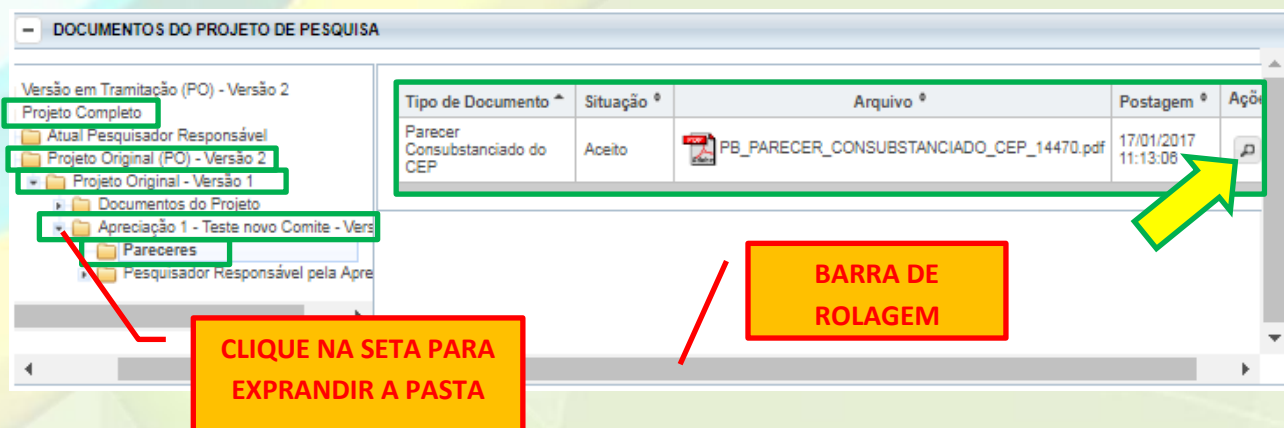 DOCUMENTOS DO PROJETO DE PESQUISA
Versão em Tramitação (PO) - Versão 2
Projeto Completo
Atual Pesquisador Responsável
Projeto Original (PO) - Versão 2
Projeto Original - Versão 1
Documentos do Projeto
Apreciação 1 - Teste novo Comite - Vers
Pareceres
Pesquisador Responsável pela Apre
Tipo de Documento Situação Arquivo Postagem Açõe
Parecer
Consubstanciado do
CEP
Aceito
PB_PARECER_CONSUBSTANCIADO_CEP_14470.pdf
17/01/2017
11:13:06
BARRA DE
ROLAGEM
CLIQUE NA SETA PARA
EXPRANDIR A PASTA